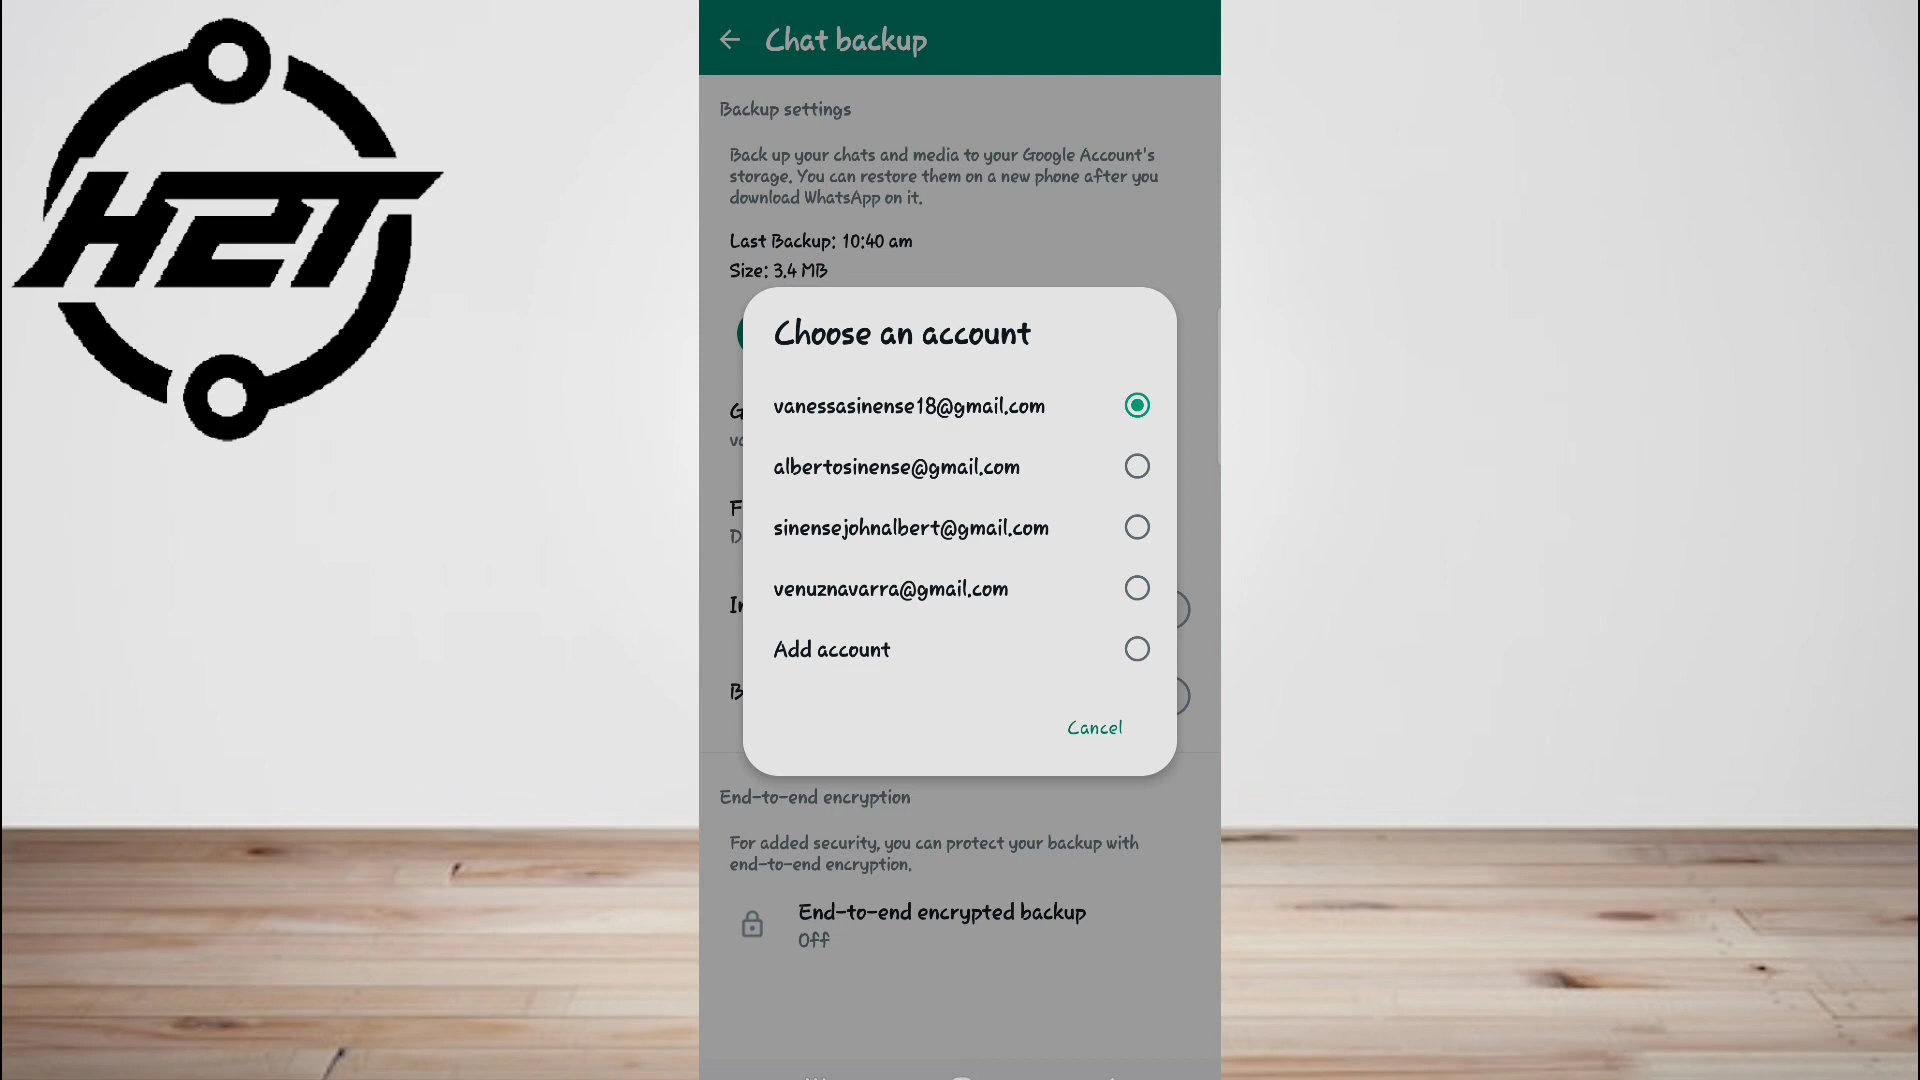 H2T
Chat backup
Backup settings
Back up your chats and media to your Google Account's
storage. You can restore them on a new phone after you
download WhatsApp on it.
Last Backup: 10:40 am
Size: 3.4 MB
Choose an account
vanessasinense18@gmail.com
albertosinense@gmail.com
sinensejohnalbert@gmail.com
venuznavarra@gmail.com
Add account
Cancel
End-to-end encryption
For added security, you can protect your backup with
end-to-end encryption.
End-to-end encrypted backup
Off